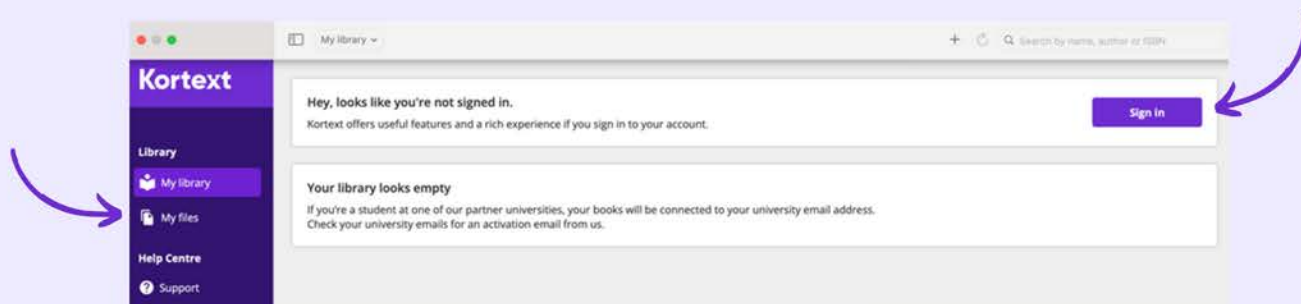 My library
Search by name, author or ISBN
Kortext
Hey, looks like you're not signed in.
Kortext offers useful features and a rich experience if you sign in to your account.
Sign in
Library
My library
My files
Your library looks empty
If you're a student at one of our partner universities, your books will be connected to your university email address.
Check your university emails for an activation email from us.
Help Centre
Support